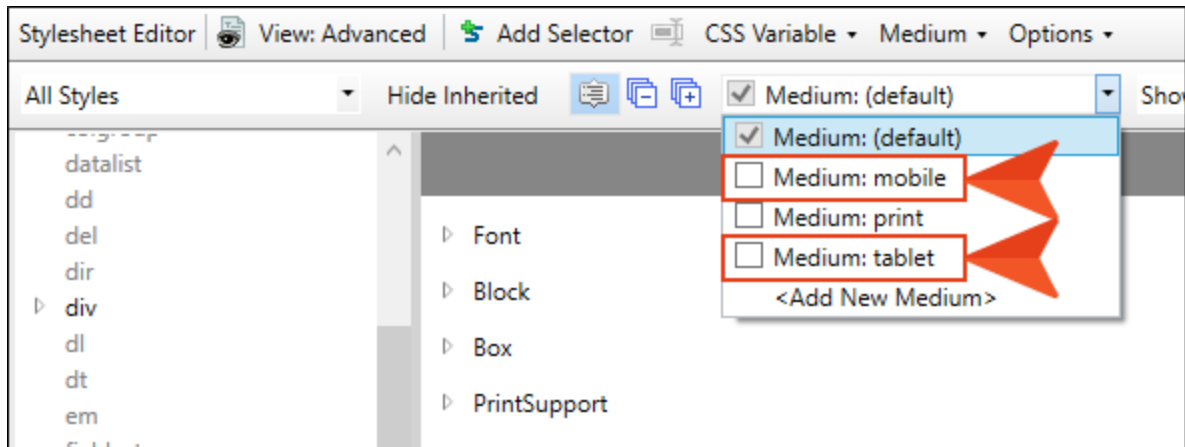 Stylesheet Editor View: Advanced Add Selector CSS Variable Medium Options
All Styles Hide Inherited Medium: (default)
Medium: (default)
datalist
Medium: mobile
dd
Medium: print
del
Font
Medium: tablet
dir
Block
<Add New Medium>
div
dl
Box
dt
PrintSupport
em